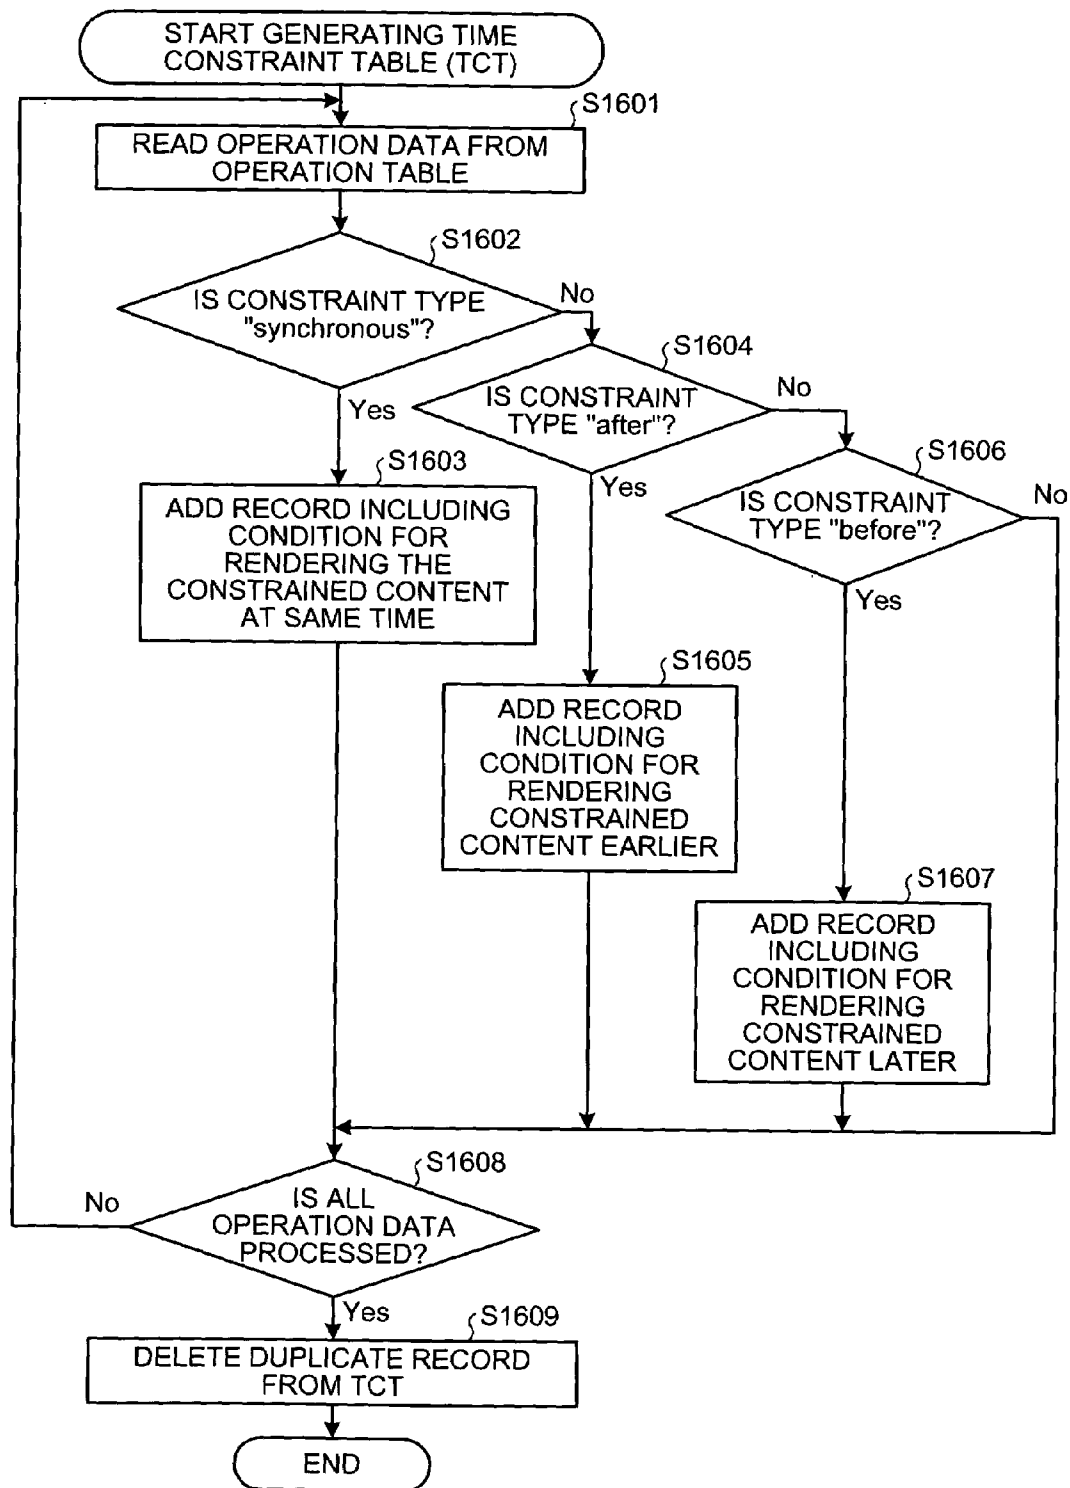 START GENERATING TIME
CONSTRAINT TABLE (TCT)
S1601
READ OPERATION DATA FROM
OPERATION TABLE
S1602
IS CONSTRAINT TYPE
"synchronous"?
No
Yes
S1604
IS CONSTRAINT
TYPE "after"?
No
Yes
S1606
IS CONSTRAINT
TYPE "before"?
No
Yes
S1603
ADD RECORD INCLUDING
CONDITION FOR
RENDERING THE
CONSTRAINED CONTENT
AT SAME TIME
S1605
ADD RECORD
INCLUDING
CONDITION FOR
RENDERING
CONSTRAINED
CONTENT EARLIER
S1607
ADD RECORD
INCLUDING
CONDITION FOR
RENDERING
CONSTRAINED
CONTENT LATER
S1608
IS ALL
OPERATION DATA
PROCESSED?
No
Yes
S1609
DELETE DUPLICATE RECORD
FROM TCT
END